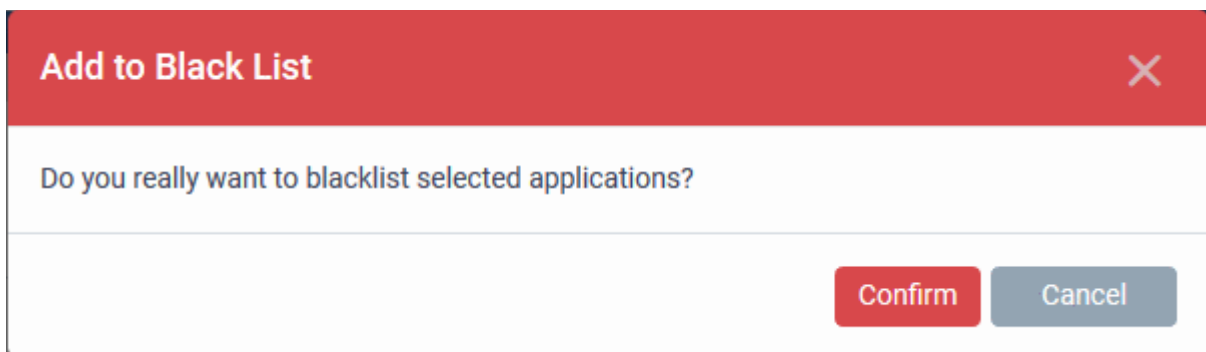 Add to Black List
Do you really want to blacklist selected applications?
Confirm Cancel